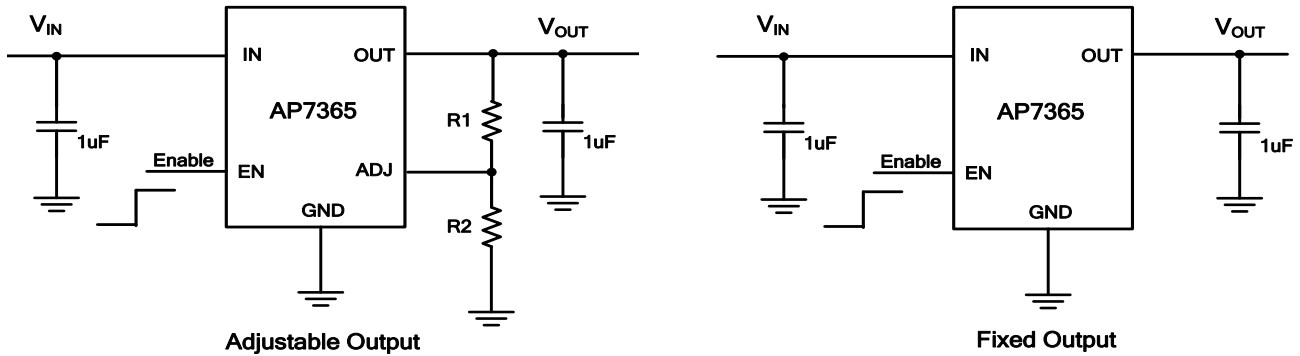 VIN
IN
OUT
VOUT
AP7365
R1
1uF
1uF
Enable
EN
ADJ
GND
R2
Adjustable Output
VIN
IN
OUT
VOUT
AP7365
1uF
1uF
Enable
EN
GND
Fixed Output